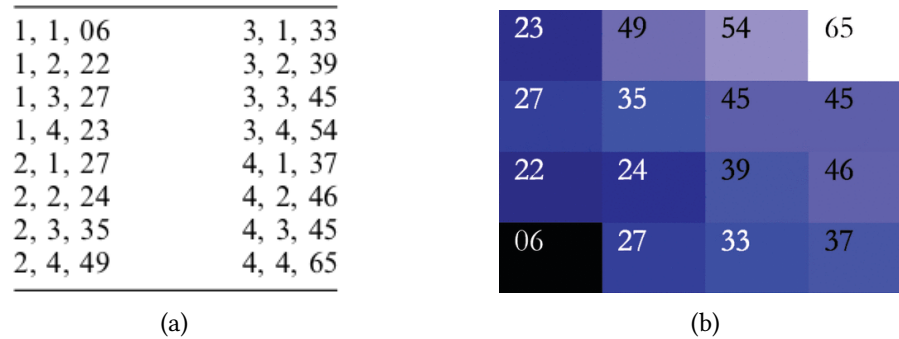 1, 1, 06 3, 1, 33
1, 2, 22 3, 2, 39
1, 3, 27 3, 3, 45
1, 4, 23 3, 4, 54
2, 1, 27 4, 1, 37
2, 2, 24 4, 2, 46
2, 3, 35 4, 3, 45
2, 4, 49 4, 4, 65
(a)
23 49 54 65
27 35 45 45
22 24 39 46
06 27 33 37
(b)